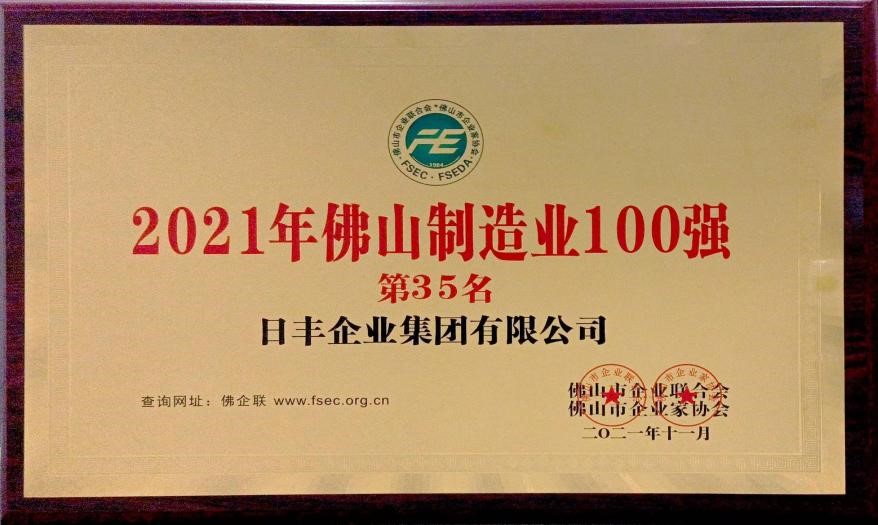 佛山市企业联合会*佛山市企业家协会
FE
1984
FSEC · FSEDA
2021年佛山制造业100强
第35名
日丰企业集团有限公司
查询网址：佛企联 www.fsec.org.cn
佛山市企业联合会
佛山市企业家协会
二〇二一年十一月